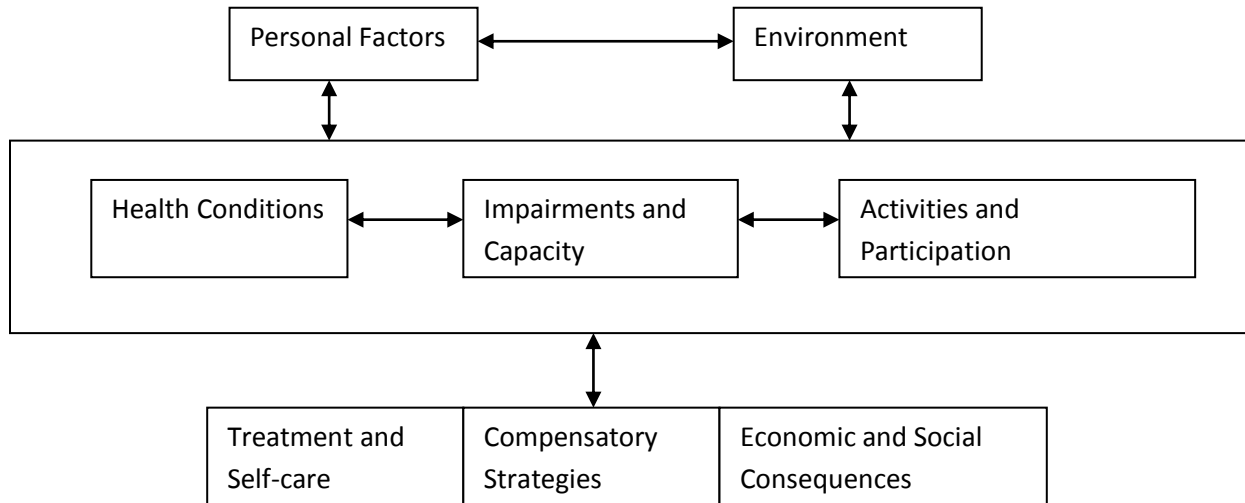 Personal Factors
Environment
Health Conditions
Impairments and
Capacity
Activities and
Participation
Treatment and
Self-care
Compensatory
Strategies
Economic and Social
Consequences